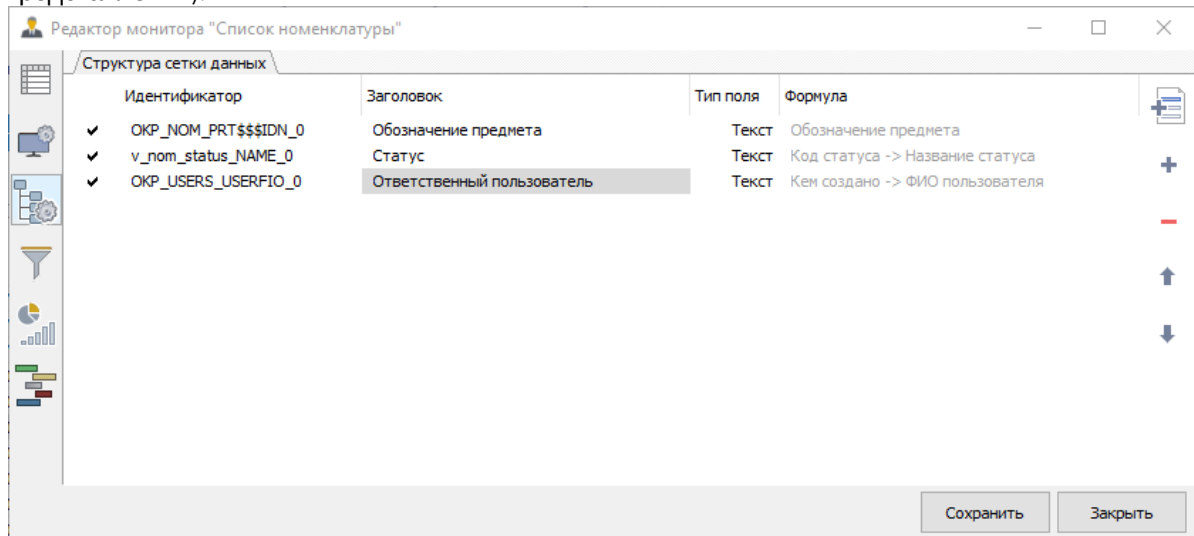 Редактор монитора "Список номенклатуры"
Структура сетки данных
Идентификатор Заголовок Тип поля Формула
OKP_NOM_PRT$$$IDN_0 Обозначение предмета Текст Обозначение предмета
v_nom_status_NAME_0 Статус Текст Код статуса -> Название статуса
OKP_USERS_USERFIO_0 Ответственный пользователь Текст Кем создано -> ФИО пользователя
Сохранить Закрыть